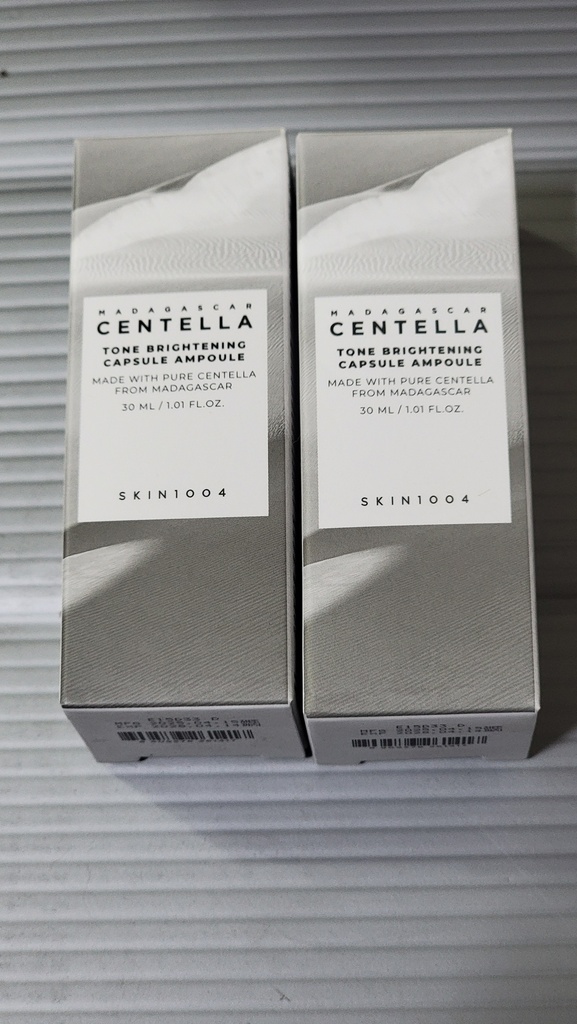 MADAGASCAR
CENTELLA
TONE BRIGHTENING
CAPSULE AMPOULE
MADE WITH PURE CENTELLA
FROM MADAGASCAR
30 ML / 1.01 FL.OZ.
SKIN1004
MADAGASCAR
CENTELLA
TONE BRIGHTENING
CAPSULE AMPOULE
MADE WITH PURE CENTELLA
FROM MADAGASCAR
30 ML / 1.01 FL.OZ.
SKIN1004